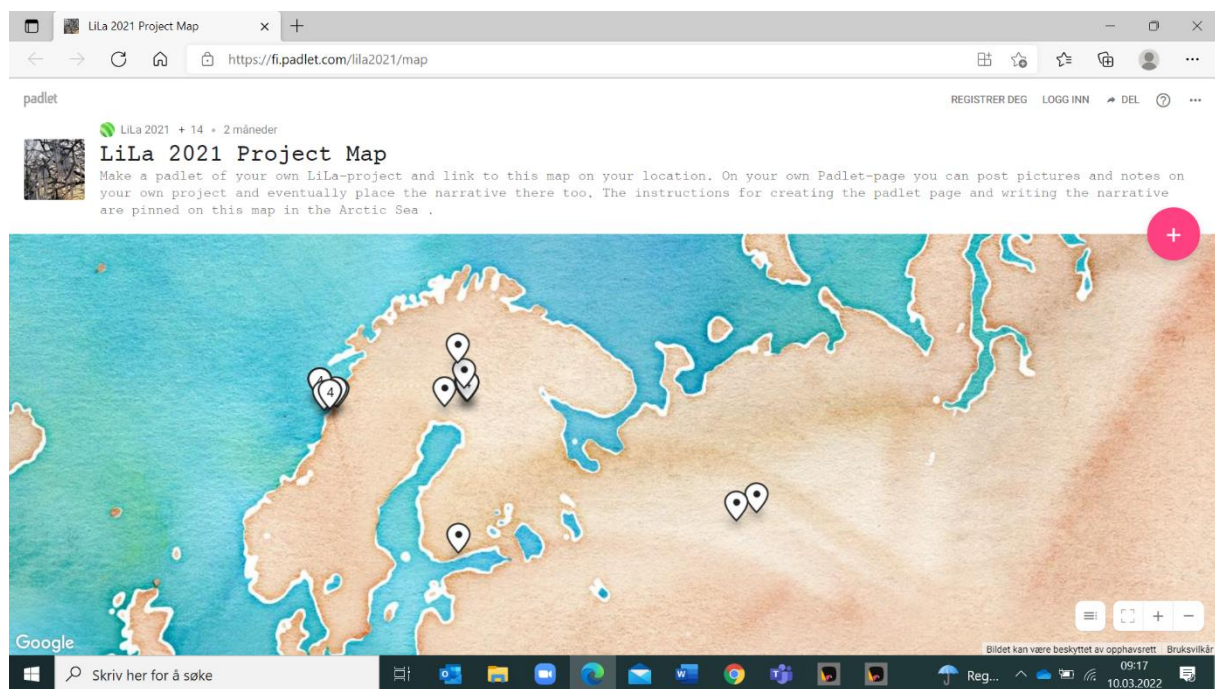 LiLa 2021 Project Map
https://fi.padlet.com/lila2021/map
padlet
REGISTRER DEG LOGG INN DEL
LiLa 2021 + 14 • 2 måneder
LiLa 2021 Project Map
Make a padlet of your own LiLa-project and link to this map on your location. On your own Padlet-page you can post pictures and notes on
your own project and eventually place the narrative there too. The instructions for creating the padlet page and writing the narrative
are pinned on this map in the Arctic Sea .
4
Google
Bildet kan være beskyttet av opphavsrett Bruksvilkår
Skriv her for å søke
Reg...
09:17
10.03.2022